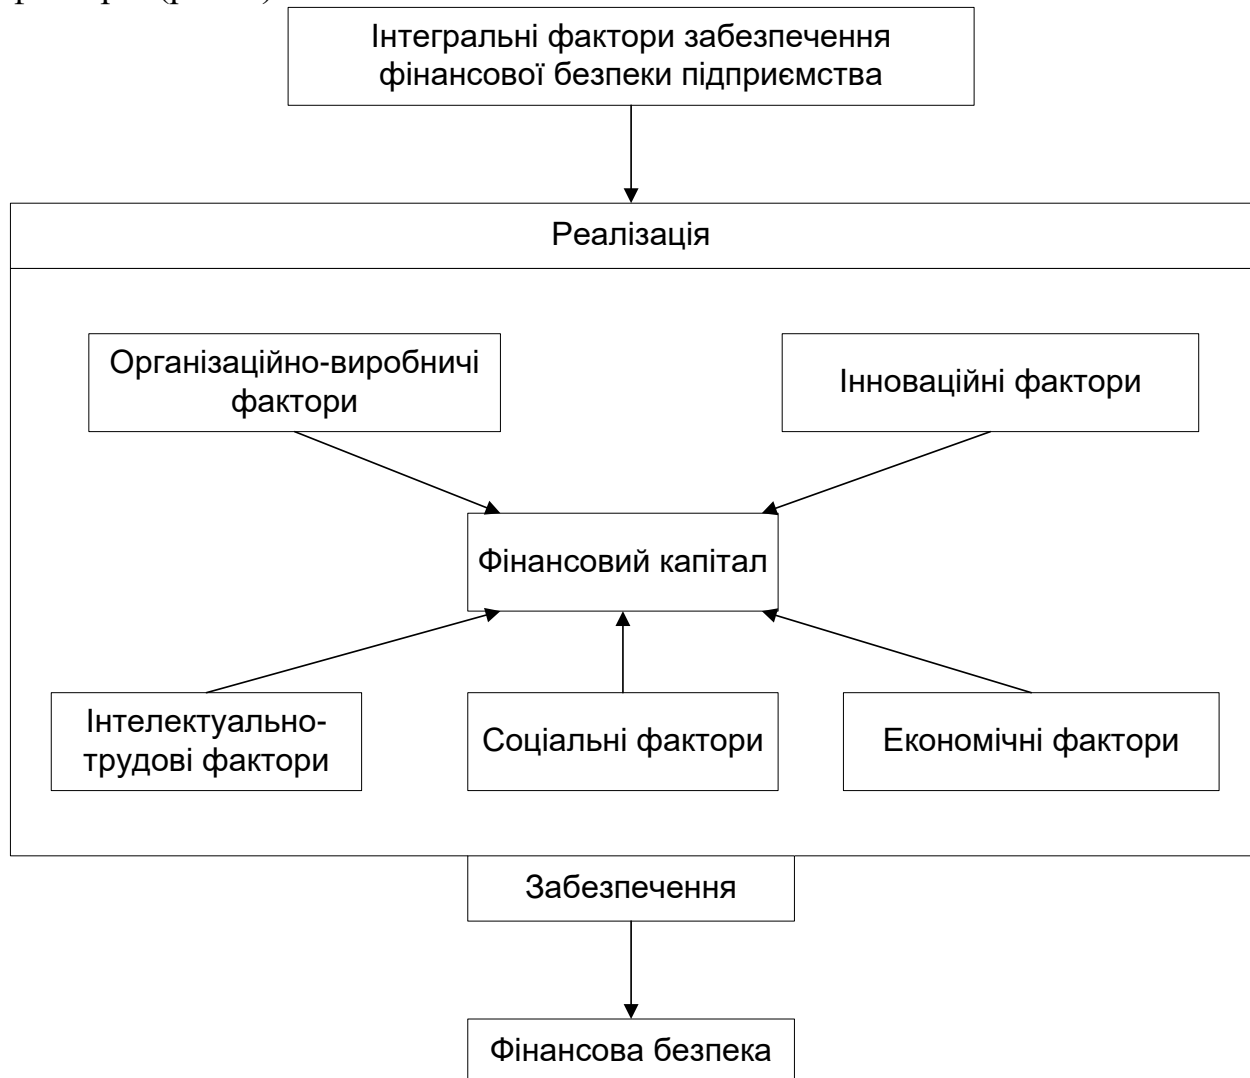 Інтегральні фактори забезпечення
фінансової безпеки підприємства
Реалізація
Організаційно-виробничі
фактори
Інноваційні фактори
Фінансовий капітал
Інтелектуально-
трудові фактори
Соціальні фактори
Економічні фактори
Забезпечення
Фінансова безпека